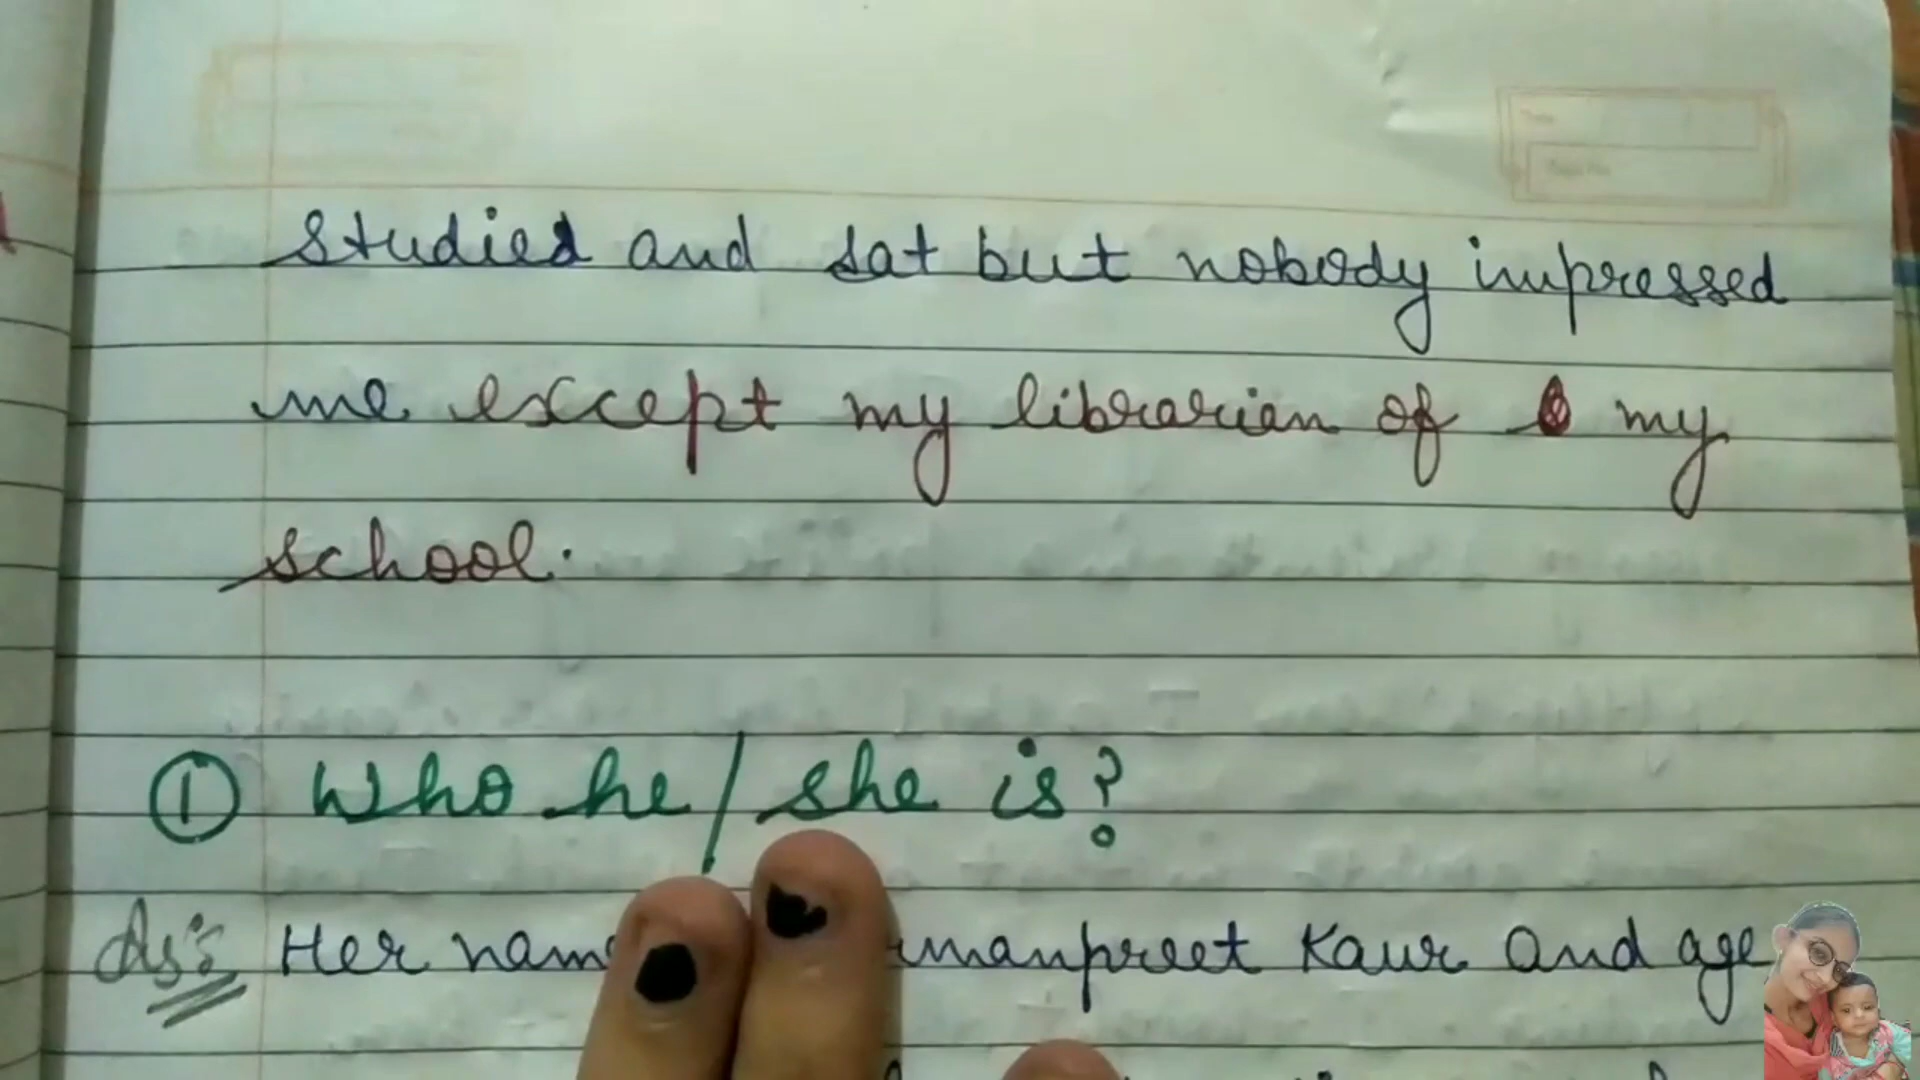 studied and sat but nobody impressed
me except my librarian of my
school.
① Who he/she is?
Ans:- Her name manpreet Kaur and age